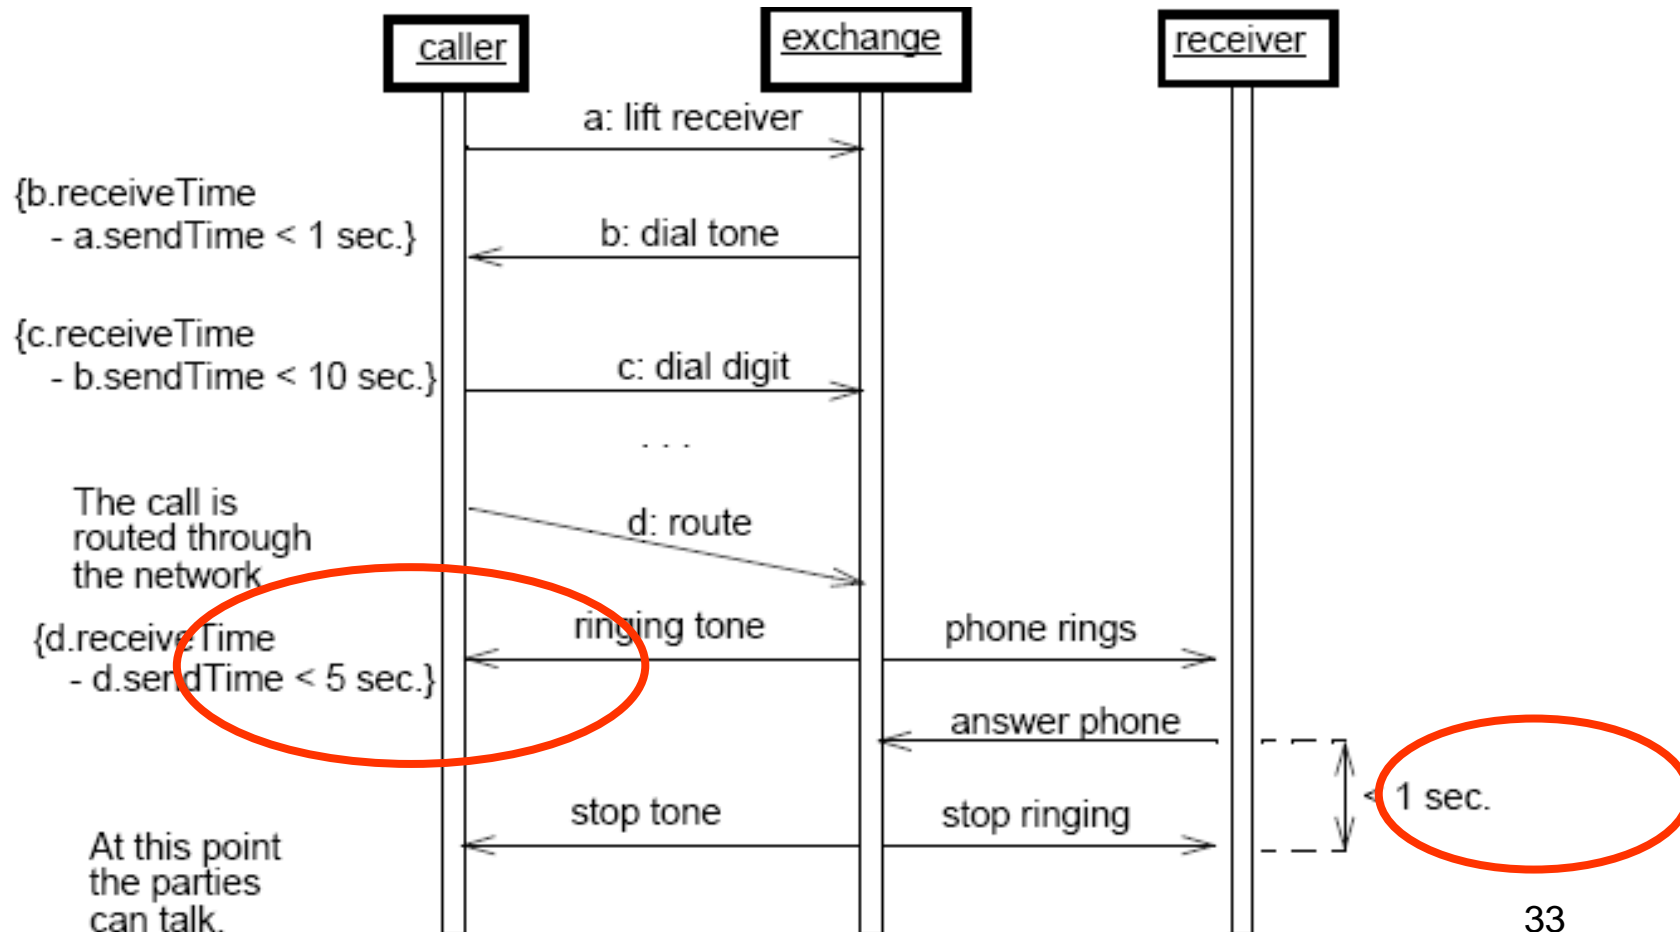 caller
exchange
receiver
a: lift receiver
{b.receiveTime
- a.sendTime < 1 sec.}
b: dial tone
{c.receiveTime
- b.sendTime < 10 sec.}
c: dial digit
. . .
The call is
routed through
the network
d: route
{d.receiveTime
- d.sendTime < 5 sec.}
ringing tone
phone rings
answer phone
< 1 sec.
stop tone
stop ringing
At this point
the parties
can talk.
33